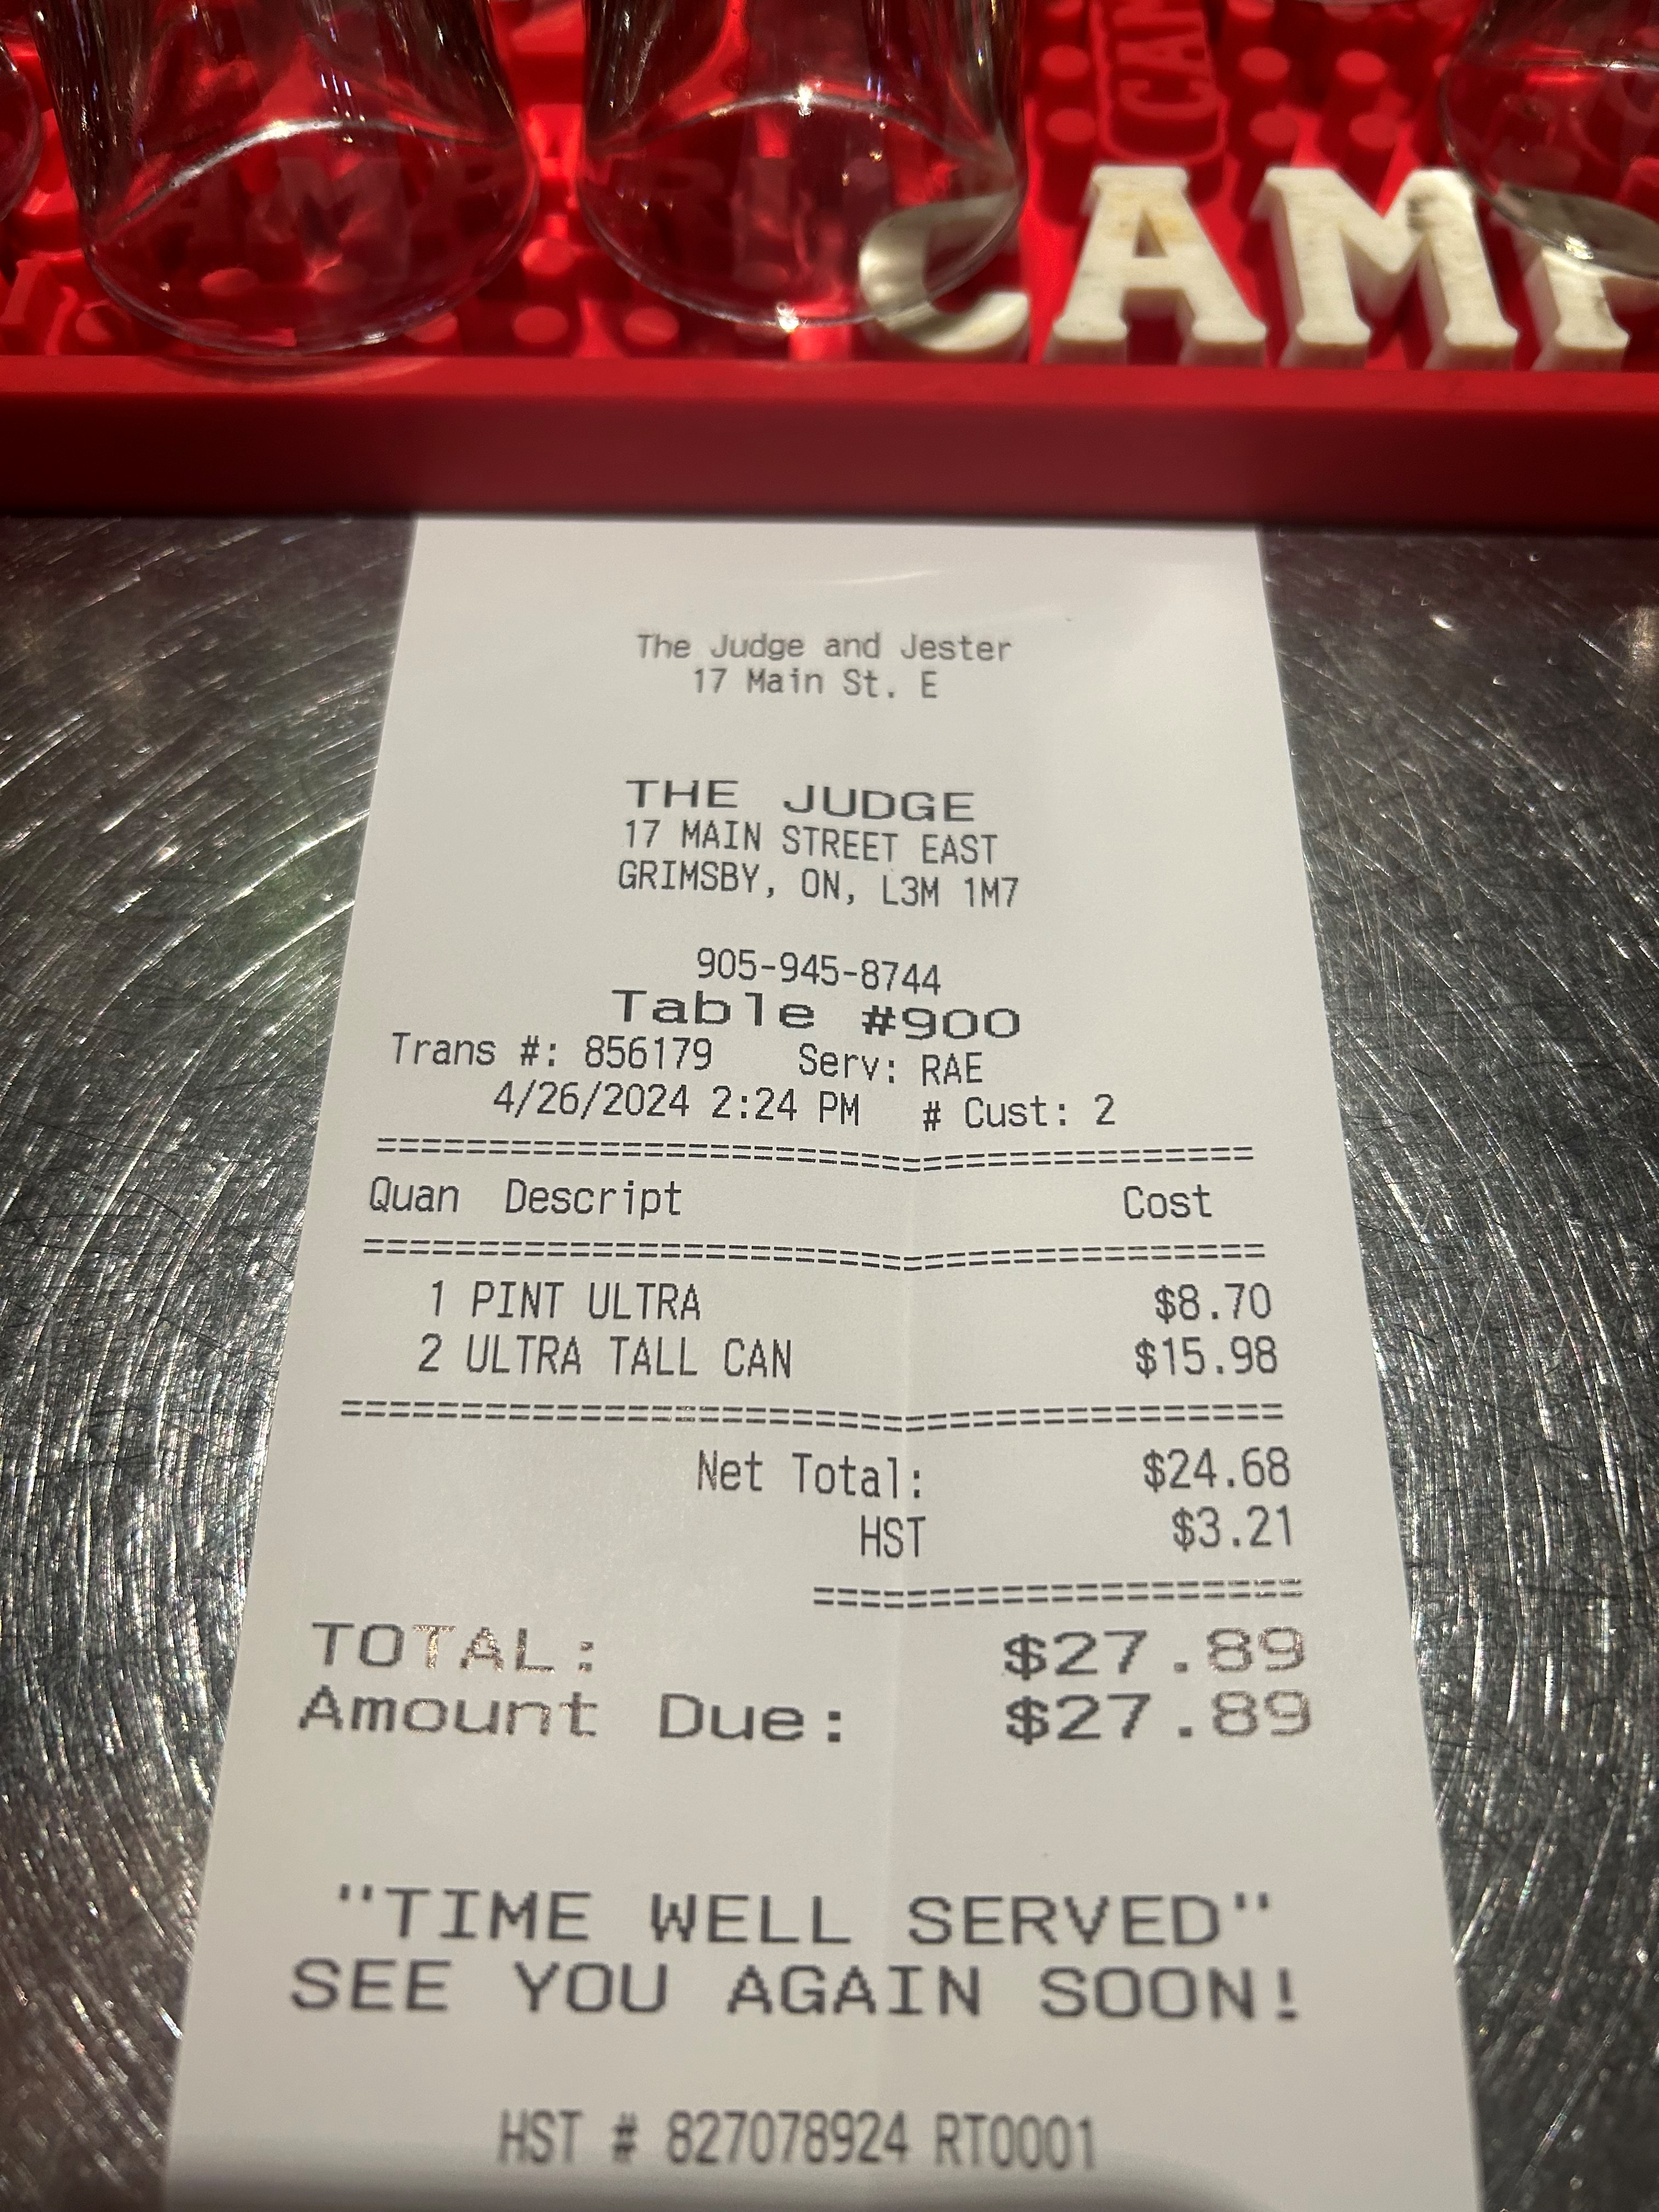 CAM
CAMP
The Judge and Jester
17 Main St. E
THE JUDGE
17 MAIN STREET EAST
GRIMSBY, ON, L3M 1M7
905-945-8744
Table #900
Trans #: 856179 Serv: RAE
4/26/2024 2:24 PM # Cust: 2
==========================================
Quan Descript Cost
==========================================
1 PINT ULTRA $8.70
2 ULTRA TALL CAN $15.98
==========================================
Net Total: $24.68
HST $3.21
=====================
TOTAL: $27.89
Amount Due: $27.89
"TIME WELL SERVED"
SEE YOU AGAIN SOON!
HST # 827078924 RT0001